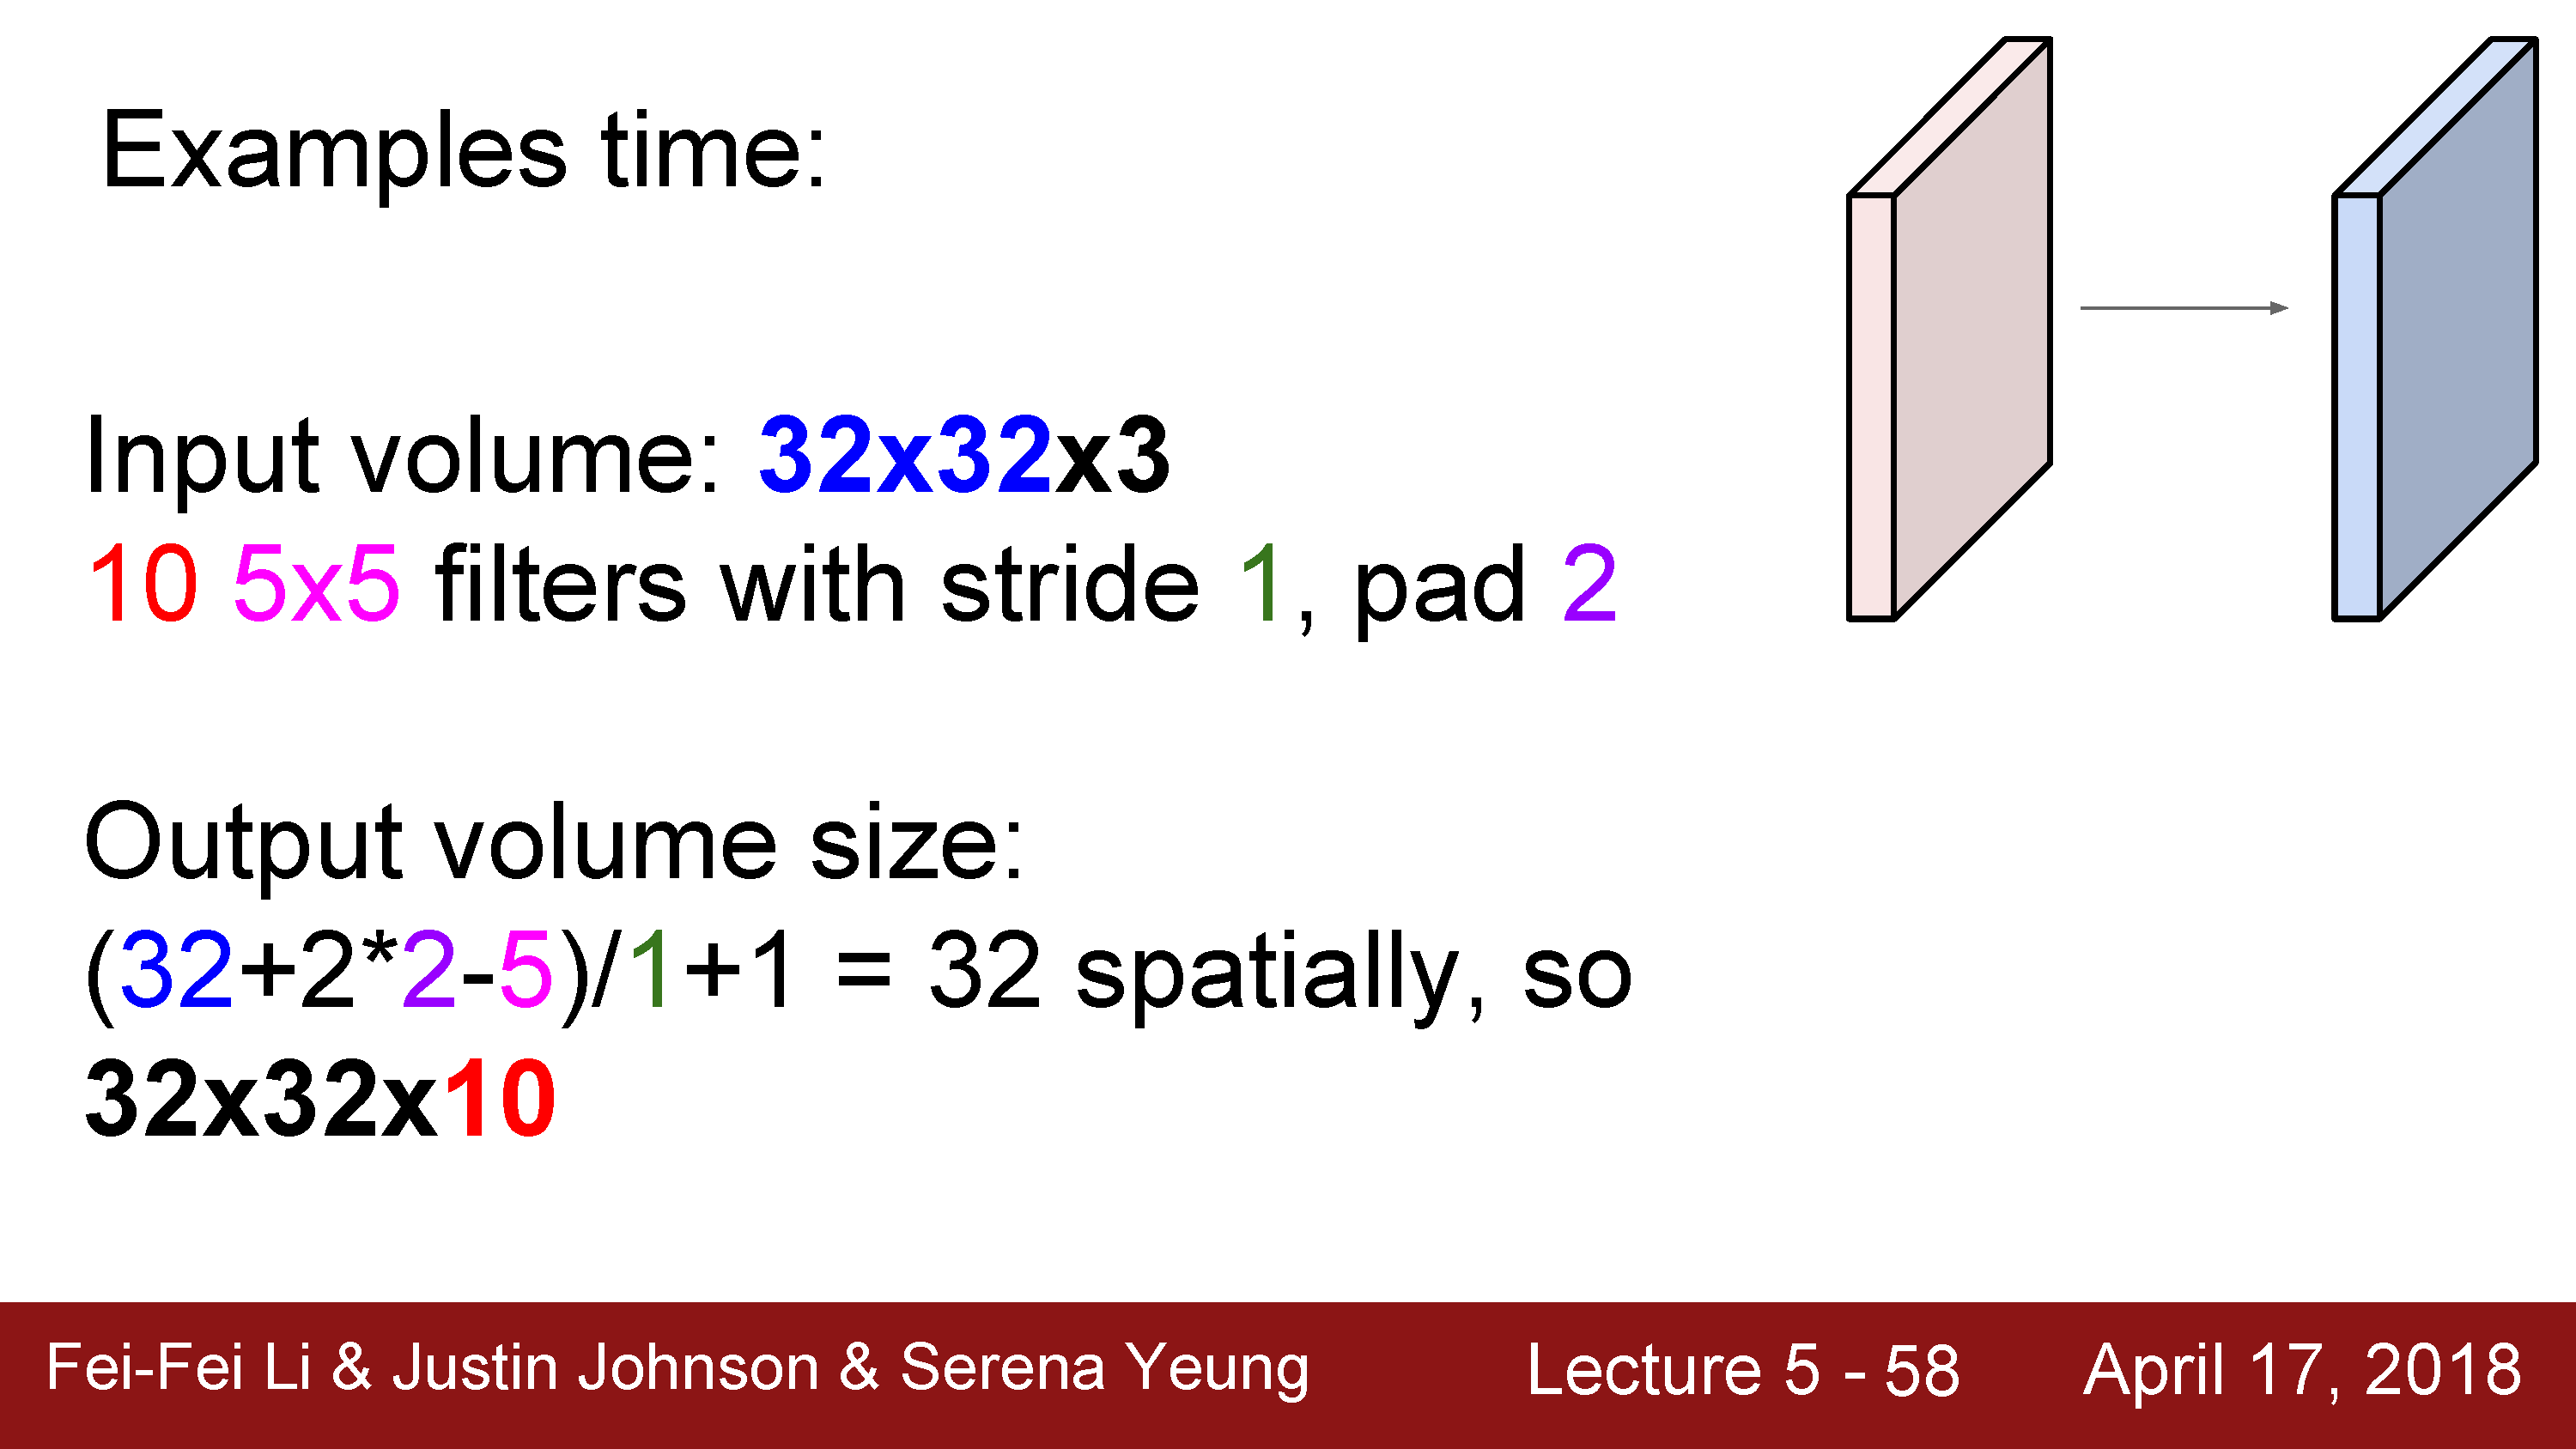 Examples time:
Input volume: 32x32x3
10 5x5 filters with stride 1, pad 2
Output volume size:
(32+2*2-5)/1+1 = 32 spatially, so
32x32x10
Fei-Fei Li & Justin Johnson & Serena Yeung Lecture 5 - 58 April 17, 2018